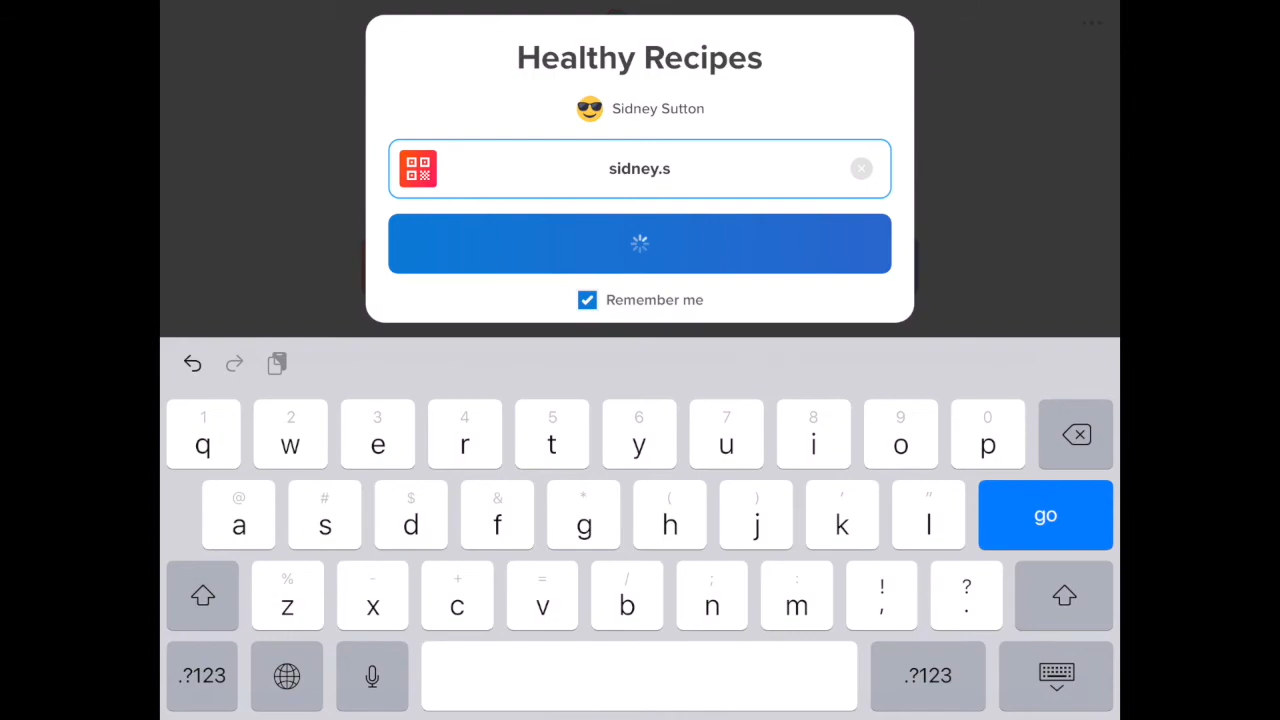 Healthy Recipes
Sidney Sutton
sidney.s
Remember me
1 2 3 4 5 6 7 8 9 0
q w e r t y u i o p
@ # $ & * ( ) ' "
a s d f g h j k l go
% - + = / ; : ! ?
z x c v b n m , .
.?123 .?123